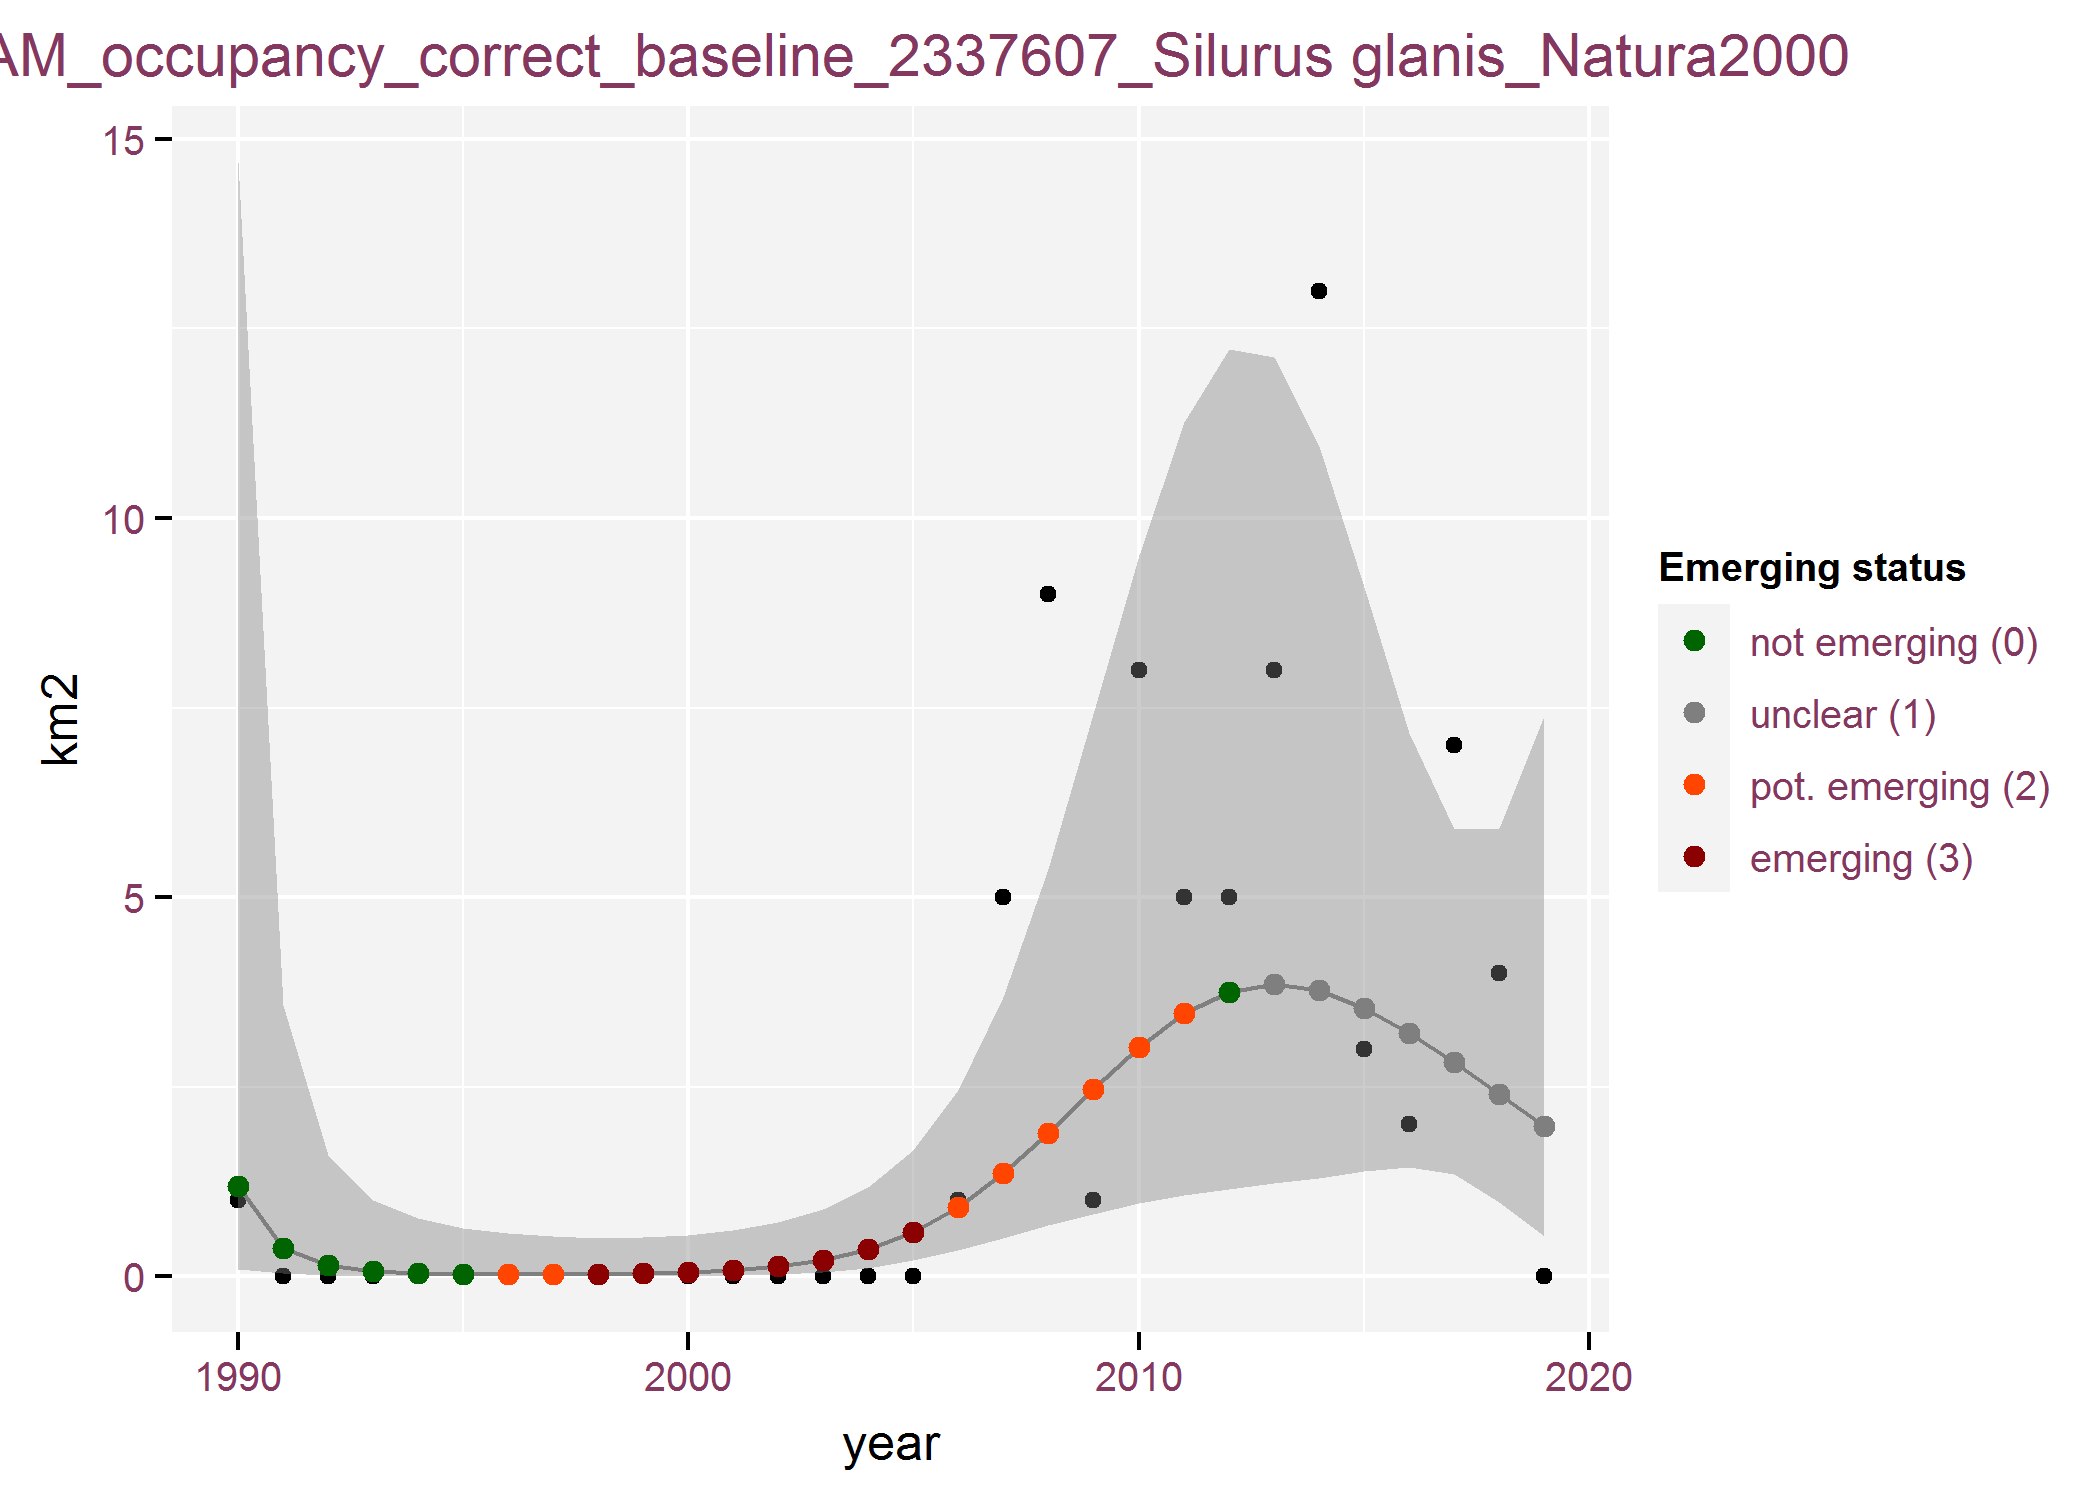 AM_occupancy_correct_baseline_2337607_Silurus glanis_Natura2000
15
10
5
0
km2
1990 2000 2010 2020
year
Emerging status
not emerging (0)
unclear (1)
pot. emerging (2)
emerging (3)